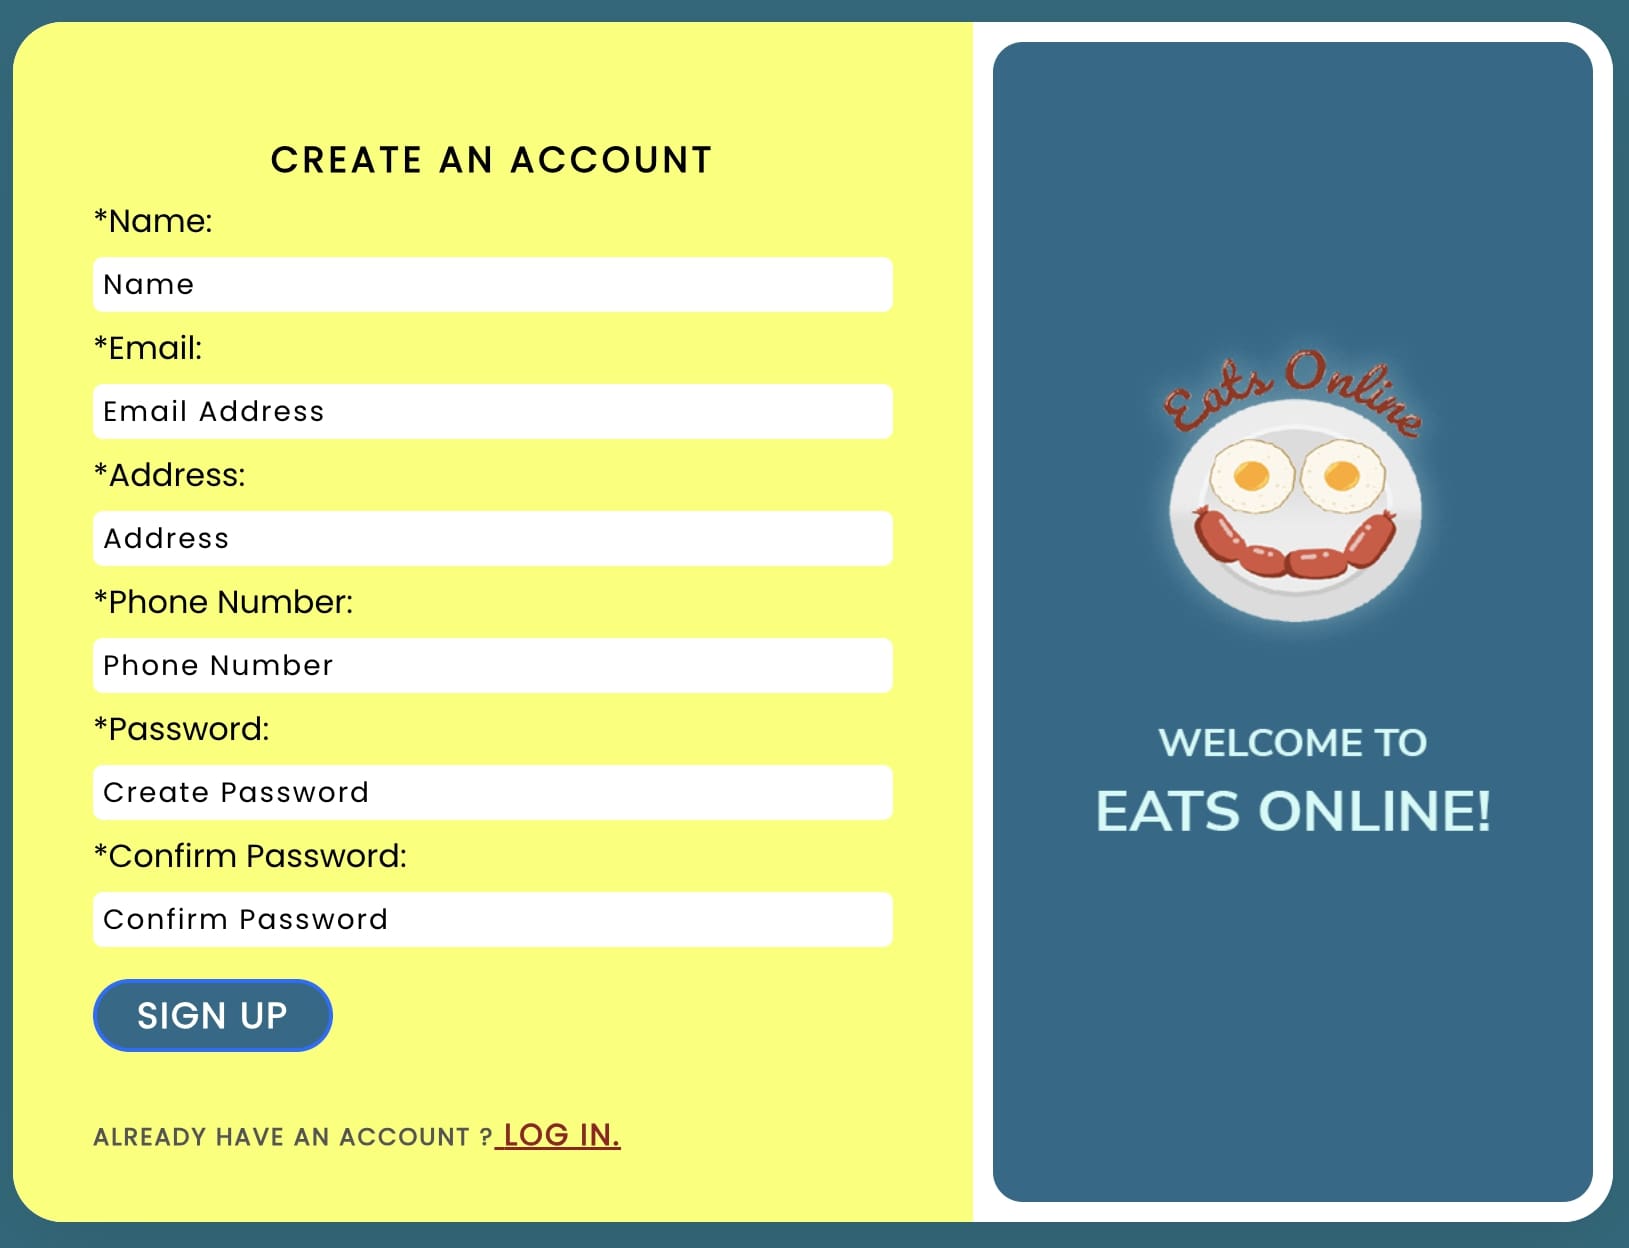 CREATE AN ACCOUNT
*Name:
Name
*Email:
Email Address
*Address:
Address
*Phone Number:
Phone Number
*Password:
Create Password
*Confirm Password:
Confirm Password
SIGN UP
ALREADY HAVE AN ACCOUNT ? LOG IN.
Eats Online
WELCOME TO
EATS ONLINE!